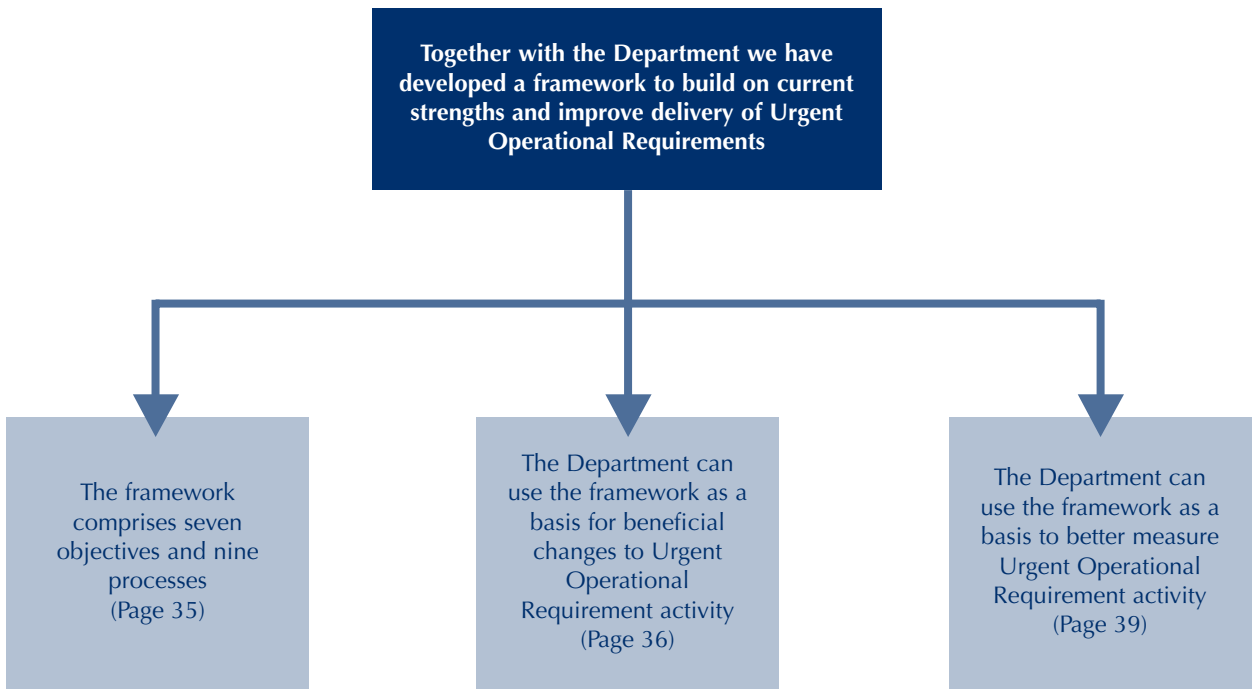 Together with the Department we have
developed a framework to build on current
strengths and improve delivery of Urgent
Operational Requirements
The framework
comprises seven
objectives and nine
processes
(Page 35)
The Department can
use the framework as a
basis for beneficial
changes to Urgent
Operational
Requirement activity
(Page 36)
The Department can
use the framework as a
basis to better measure
Urgent Operational
Requirement activity
(Page 39)